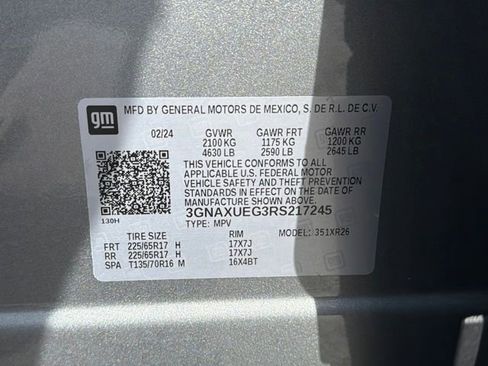 gm
MFD BY GENERAL MOTORS DE MEXICO, S. DE R.L. DE C.V.
02/24 GVWR GAWR FRT GAWR RR
2100 KG 1175 KG 1200 KG
4630 LB 2590 LB 2645 LB
THIS VEHICLE CONFORMS TO ALL
APPLICABLE U.S. FEDERAL MOTOR
VEHICLE SAFETY AND THEFT PREVENTION
STANDARDS IN EFFECT ON THE DATE OF
MANUFACTURE SHOWN ABOVE.
3GNAXUEG3RS217245
130H
TYPE: MPV MODEL: 351XR26
TIRE SIZE RIM
FRT 225/65R17 H 17X7J
RR 225/65R17 H 17X7J
SPA T135/70R16 M 16X4BT